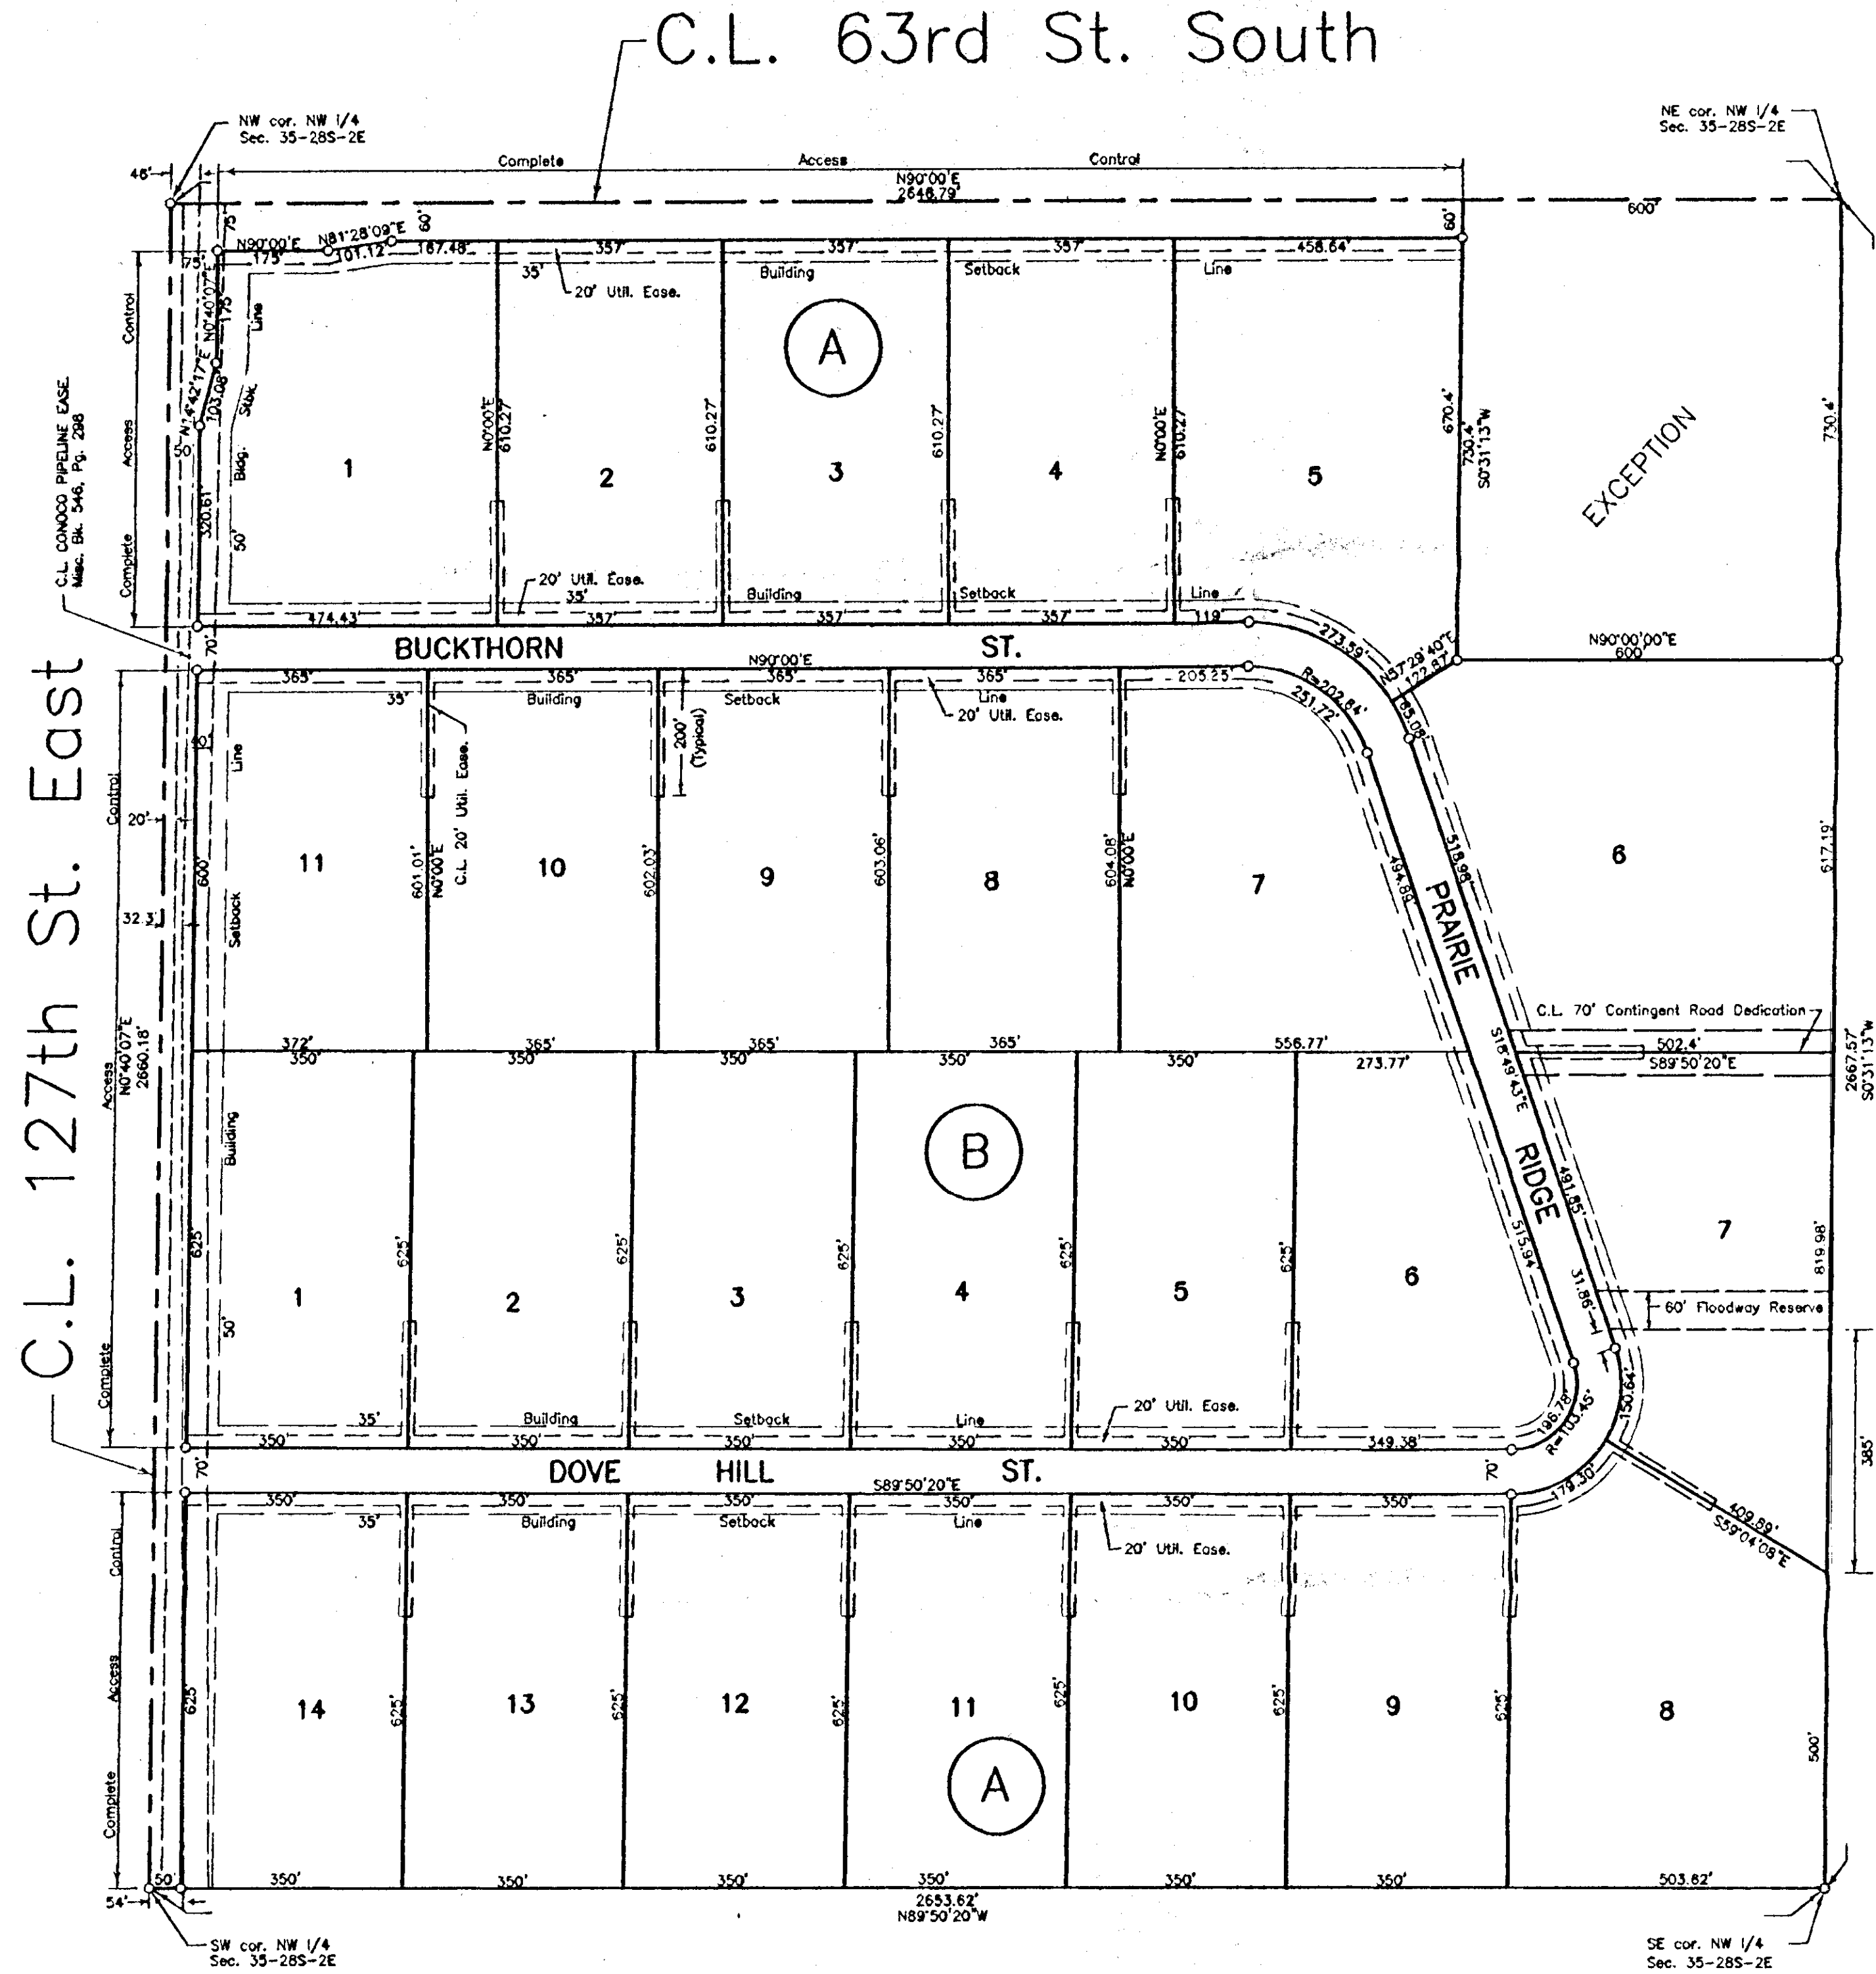 C.L. 63rd St. South
NW cor. NW 1/4
Sec. 35-28S-2E
NE cor. NW 1/4
Sec. 35-28S-2E
Complete Access Control
N90°00'E
2646.79'
46'
600'
75'
60'
60'
N90°00'E
175'
N81°28'09"E
101.12'
167.48'
357'
357'
357'
458.64'
75'
N0°40'07"E
175'
35'
20' Util. Ease.
Building Setback Line
A
Control
Access
Complete
N14°42'17"E
103.08'
50'
320.61'
Line
Stbk.
Bldg.
50'
C.L. CONOCO PIPELINE EASE.
Misc. Bk. 546, Pg. 298
N0°00'E
610.27'
610.27'
610.27'
N0°00'E
610.27'
1
2
3
4
5
670.4'
730.4'
S0°31'13"W
EXCEPTION
730.4'
20' Util. Ease.
35'
Building Setback Line
474.43'
357'
357'
357'
119'
273.59'
70'
BUCKTHORN ST.
N90°00'E
N57°29'40"E
122.87'
N90°00'00"E
600'
365'
365'
365'
365'
205.25'
R=202.64'
251.72'
85.08'
35'
Building Setback Line
20' Util. Ease.
200'
(Typical)
C.L. 20' Util. Ease.
40'
20'
32.3'
Control
Line
Setback
600'
11
10
9
8
7
6
601.01'
N0°00'E
602.03'
603.06'
604.08'
N0°00'E
518.98'
494.89'
PRAIRIE
617.19'
C.L. 70' Contingent Road Dedication
502.4'
S89°50'20"E
372'
365'
365'
365'
556.77'
350'
350'
350'
350'
350'
273.77'
S18°49'43"E
2667.57'
S0°31'13"W
Access
N0°40'07"E
2660.18'
C.L. 127th St. East
Building
B
RIDGE
491.85'
515.94'
7
819.98'
625'
625'
625'
625'
625'
625'
1
2
3
4
5
6
31.86'
60' Floodway Reserve
50'
Complete
35'
Building Setback Line
20' Util. Ease.
350'
350'
350'
350'
350'
349.38'
196.78'
R=103.45'
150.64'
385'
70'
DOVE HILL ST.
70'
S89°50'20"E
350'
350'
350'
350'
350'
350'
179.30'
35'
Building Setback Line
20' Util. Ease.
409.89'
S59°04'08"E
Control
Access
Complete
625'
625'
625'
625'
625'
625'
625'
14
13
12
11
10
9
8
500'
A
50'
54'
350'
350'
350'
350'
350'
350'
503.62'
2653.62'
N89°50'20"W
SW cor. NW 1/4
Sec. 35-28S-2E
SE cor. NW 1/4
Sec. 35-28S-2E